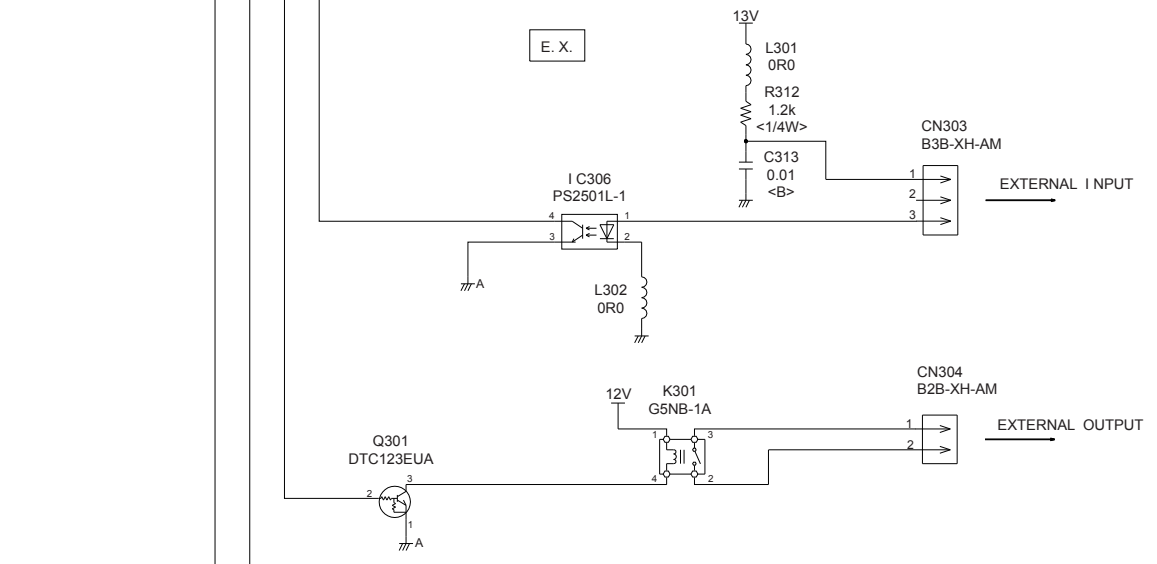 13V
E. X.
L301
0R0
R312
1.2k
<1/4W>
CN303
B3B-XH-AM
C313
0.01
<B>
1
2
3
EXTERNAL I NPUT
I C306
PS2501L-1
4
1
3
2
A
L302
0R0
CN304
B2B-XH-AM
12V
K301
G5NB-1A
1
3
1
2
EXTERNAL OUTPUT
Q301
DTC123EUA
4
2
3
2
1
A